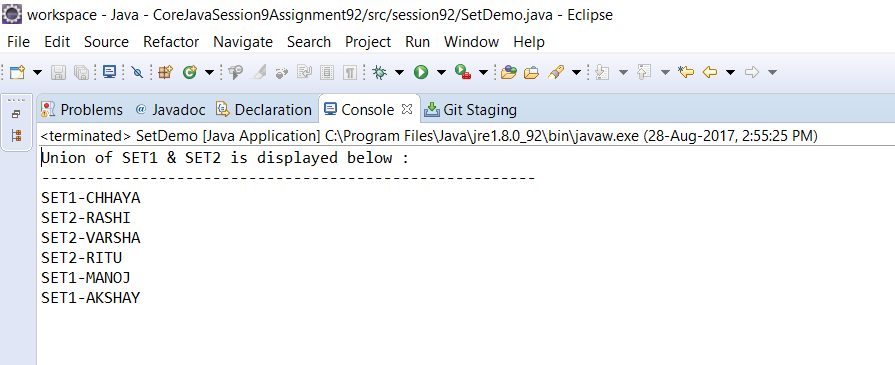 workspace - Java - CoreJavaSession9Assignment92/src/session92/SetDemo.java - Eclipse
File Edit Source Refactor Navigate Search Project Run Window Help
Problems @ Javadoc Declaration Console Git Staging
<terminated> SetDemo [Java Application] C:\Program Files\Java\jre1.8.0_92\bin\javaw.exe (28-Aug-2017, 2:55:25 PM)
Union of SET1 & SET2 is displayed below :
-------------------------------------------------------
SET1-CHHAYA
SET2-RASHI
SET2-VARSHA
SET2-RITU
SET1-MANOJ
SET1-AKSHAY